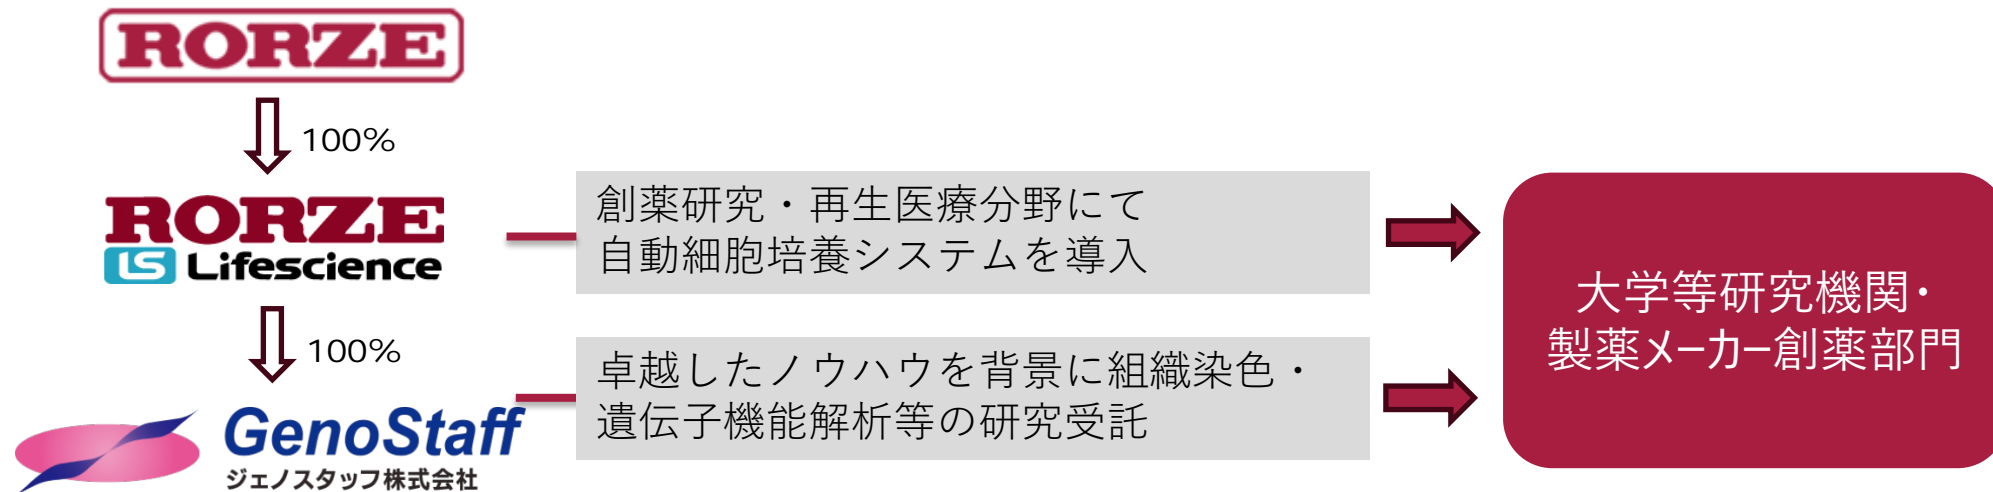 RORZE
100%
RORZE
LS Lifescience
創薬研究・再生医療分野にて
自動細胞培養システムを導入
100%
GenoStaff
ジェノスタッフ株式会社
卓越したノウハウを背景に組織染色・
遺伝子機能解析等の研究受託
大学等研究機関・
製薬メーカー創薬部門